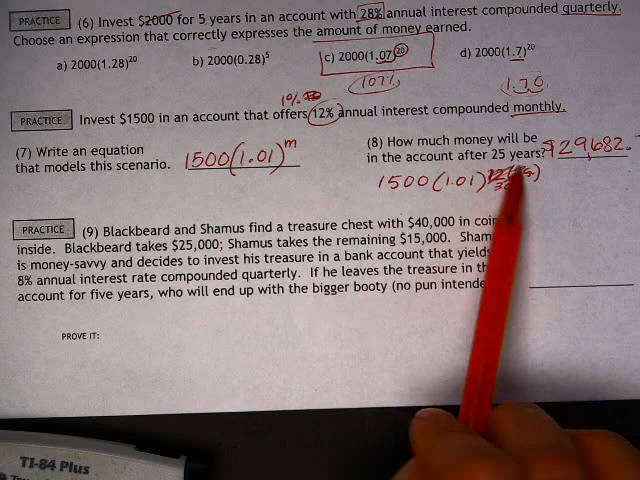 PRACTICE (6) Invest $2000 for 5 years in an account with 28% annual interest compounded quarterly.
Choose an expression that correctly expresses the amount of money earned.
a) 2000(1.28)^20 b) 2000(0.28)^5 c) 2000(1.07)^20 d) 2000(1.7)^20
107% 1.70
1%
PRACTICE Invest $1500 in an account that offers 12% annual interest compounded monthly.
(7) Write an equation
that models this scenario. 1500(1.01)^m
(8) How much money will be
in the account after 25 years? $29,682.
1500(1.01)
PRACTICE (9) Blackbeard and Shamus find a treasure chest with $40,000 in coin
inside. Blackbeard takes $25,000; Shamus takes the remaining $15,000. Sham
is money-savvy and decides to invest his treasure in a bank account that yields
8% annual interest rate compounded quarterly. If he leaves the treasure in th
account for five years, who will end up with the bigger booty (no pun intende
PROVE IT:
TI-84 Plus